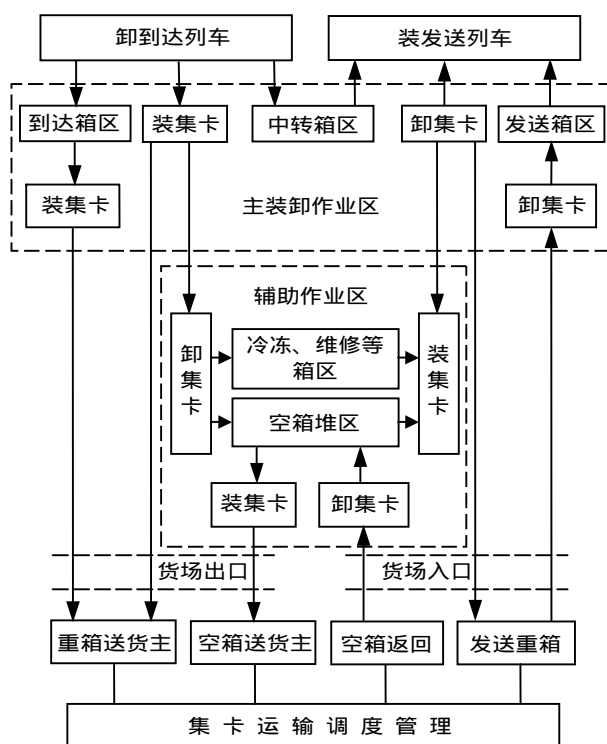 卸到达列车
装发送列车
到达箱区
装集卡
中转箱区
卸集卡
发送箱区
装集卡
主装卸作业区
卸集卡
辅助作业区
卸集卡
冷冻、维修等
箱区
装集卡
空箱堆区
装集卡
卸集卡
货场出口
货场入口
重箱送货主
空箱送货主
空箱返回
发送重箱
集卡运输调度管理